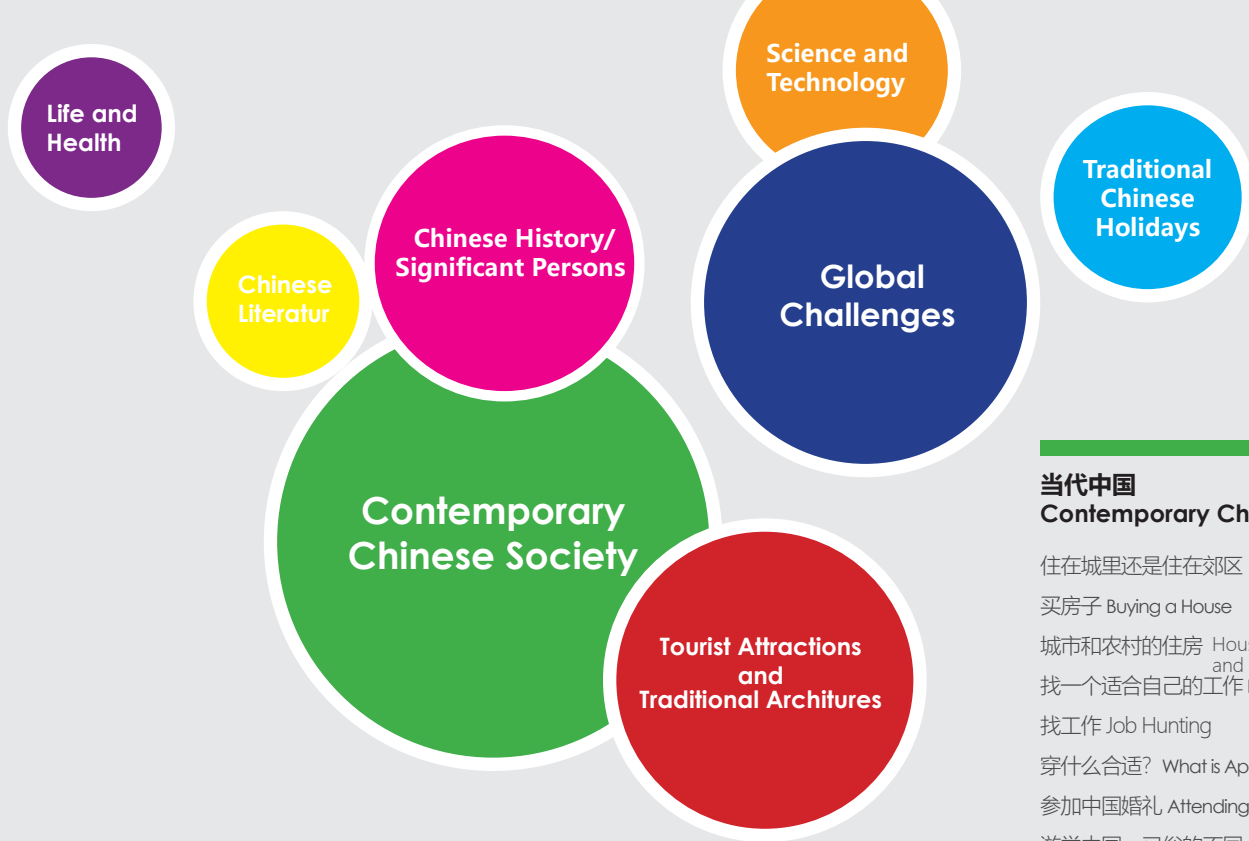 Science and
Technology
Life and
Health
Traditional
Chinese
Holidays
Chinese History/
Significant Persons
Chinese
Literatur
Global
Challenges
Contemporary
Chinese Society
Tourist Attractions
and
Traditional Architures
当代中国
Contemporary
住在城里还是住在郊区
买房子 Buying a House
城市和农村的住房
and
找一个适合自己的工作
找工作 Job Hunting
穿什么合适? What is
参加中国婚礼 Attending